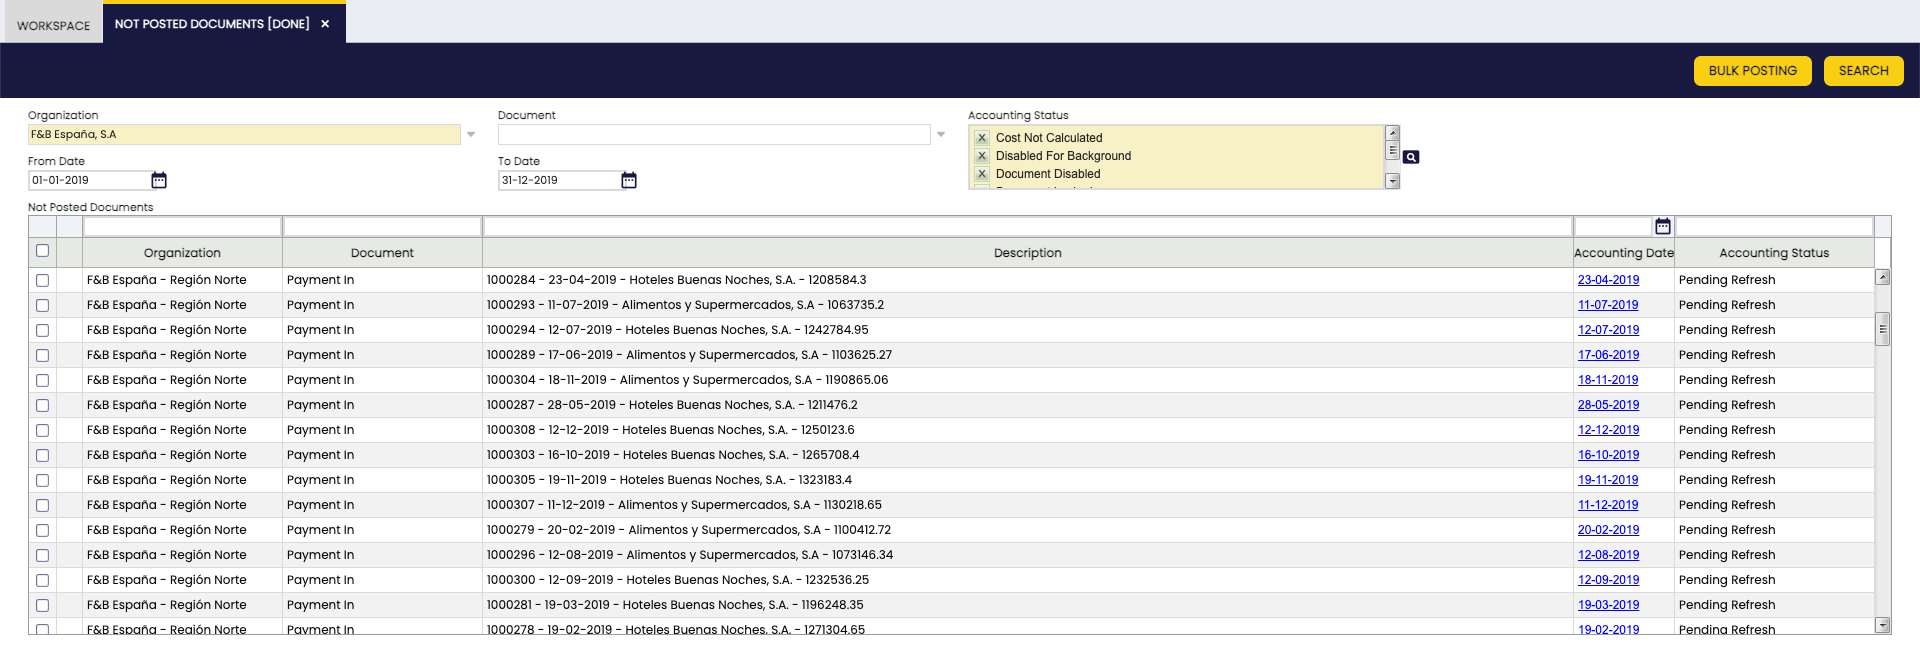 WORKSPACE
NOT POSTED DOCUMENTS [DONE] ×
BULK POSTING
SEARCH
Organization
Document
Accounting Status
F&B España, S.A
X Cost Not Calculated
X Disabled For Background
X Document Disabled
From Date
To Date
01-01-2019
31-12-2019
Not Posted Documents
Organization Document Description Accounting Date Accounting Status
F&B España - Región Norte Payment In 1000284 - 23-04-2019 - Hoteles Buenas Noches, S.A. - 1208584.3 23-04-2019 Pending Refresh
F&B España - Región Norte Payment In 1000293 - 11-07-2019 - Alimentos y Supermercados, S.A - 1063735.2 11-07-2019 Pending Refresh
F&B España - Región Norte Payment In 1000294 - 12-07-2019 - Hoteles Buenas Noches, S.A. - 1242784.95 12-07-2019 Pending Refresh
F&B España - Región Norte Payment In 1000289 - 17-06-2019 - Alimentos y Supermercados, S.A - 1103625.27 17-06-2019 Pending Refresh
F&B España - Región Norte Payment In 1000304 - 18-11-2019 - Alimentos y Supermercados, S.A - 1190865.06 18-11-2019 Pending Refresh
F&B España - Región Norte Payment In 1000287 - 28-05-2019 - Hoteles Buenas Noches, S.A. - 1211476.2 28-05-2019 Pending Refresh
F&B España - Región Norte Payment In 1000308 - 12-12-2019 - Hoteles Buenas Noches, S.A. - 1250123.6 12-12-2019 Pending Refresh
F&B España - Región Norte Payment In 1000303 - 16-10-2019 - Hoteles Buenas Noches, S.A. - 1265708.4 16-10-2019 Pending Refresh
F&B España - Región Norte Payment In 1000305 - 19-11-2019 - Hoteles Buenas Noches, S.A. - 1323183.4 19-11-2019 Pending Refresh
F&B España - Región Norte Payment In 1000307 - 11-12-2019 - Alimentos y Supermercados, S.A - 1130218.65 11-12-2019 Pending Refresh
F&B España - Región Norte Payment In 1000279 - 20-02-2019 - Alimentos y Supermercados, S.A - 1100412.72 20-02-2019 Pending Refresh
F&B España - Región Norte Payment In 1000296 - 12-08-2019 - Alimentos y Supermercados, S.A - 1073146.34 12-08-2019 Pending Refresh
F&B España - Región Norte Payment In 1000300 - 12-09-2019 - Hoteles Buenas Noches, S.A. - 1232536.25 12-09-2019 Pending Refresh
F&B España - Región Norte Payment In 1000281 - 19-03-2019 - Hoteles Buenas Noches, S.A. - 1196248.35 19-03-2019 Pending Refresh
F&B España - Región Norte Payment In 1000278 - 19-02-2019 - Hoteles Buenas Noches, S.A. - 1271304.65 19-02-2019 Pending Refresh